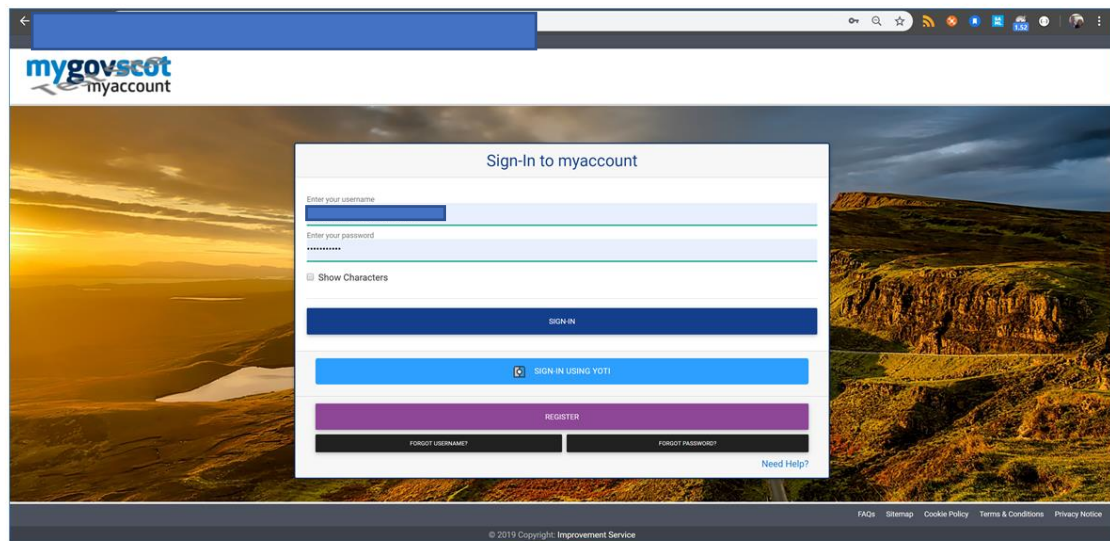 1.52
mygovscot
myaccount
Sign-In to myaccount
Enter your username
Enter your password
•••••••••••
Show Characters
SIGN-IN
SIGN-IN USING YOTI
REGISTER
FORGOT USERNAME? FORGOT PASSWORD?
Need Help?
FAQs Sitemap Cookie Policy Terms & Conditions Privacy Notice
© 2019 Copyright: Improvement Service